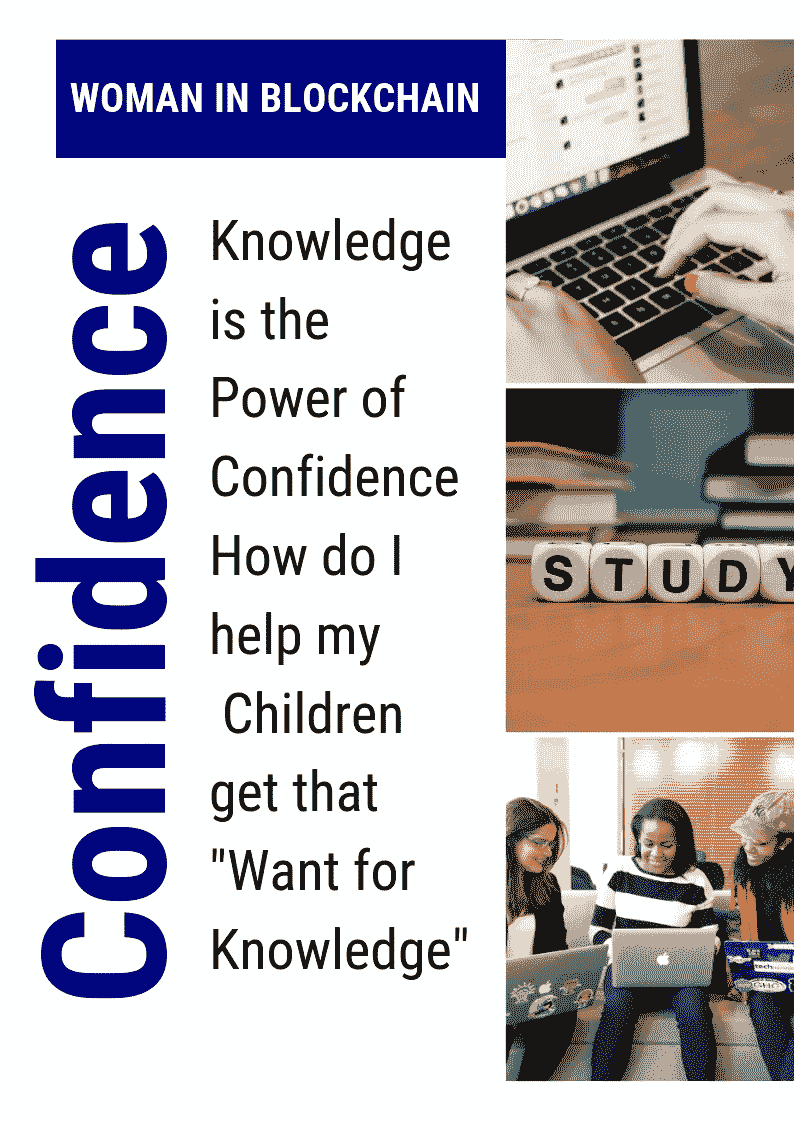 WOMAN IN BLOCKCHAIN
Confidence
Knowledge
is the
Power of
Confidence
How do I
help my
Children
get that
"Want for
Knowledge"
STUDY